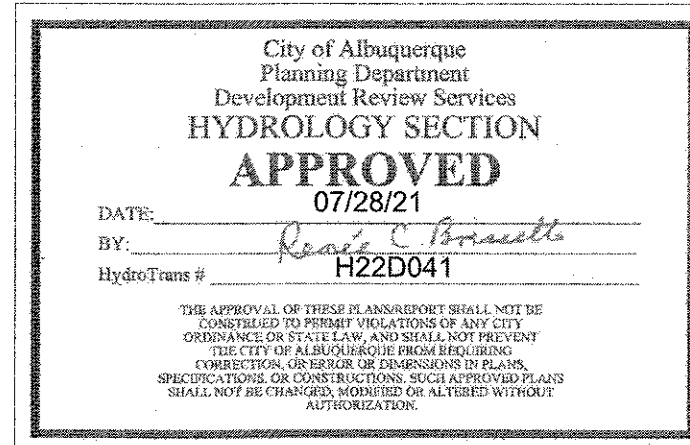 City of Albuquerque
Planning Department
Development Review Services
HYDROLOGY SECTION
APPROVED
DATE: 07/28/21
BY: Renée C Brissette
HydroTrans # H22D041
THE APPROVAL OF THESE PLANS/REPORT SHALL NOT BE
CONSTRUED TO PERMIT VIOLATIONS OF ANY CITY
ORDINANCE OR STATE LAW, AND SHALL NOT PREVENT
THE CITY OF ALBUQUERQUE FROM REQUIRING
CORRECTION, OR ERROR OR DIMENSIONS IN PLANS,
SPECIFICATIONS, OR CONSTRUCTIONS. SUCH APPROVED PLANS
SHALL NOT BE CHANGED, MODIFIED OR ALTERED WITHOUT
AUTHORIZATION.